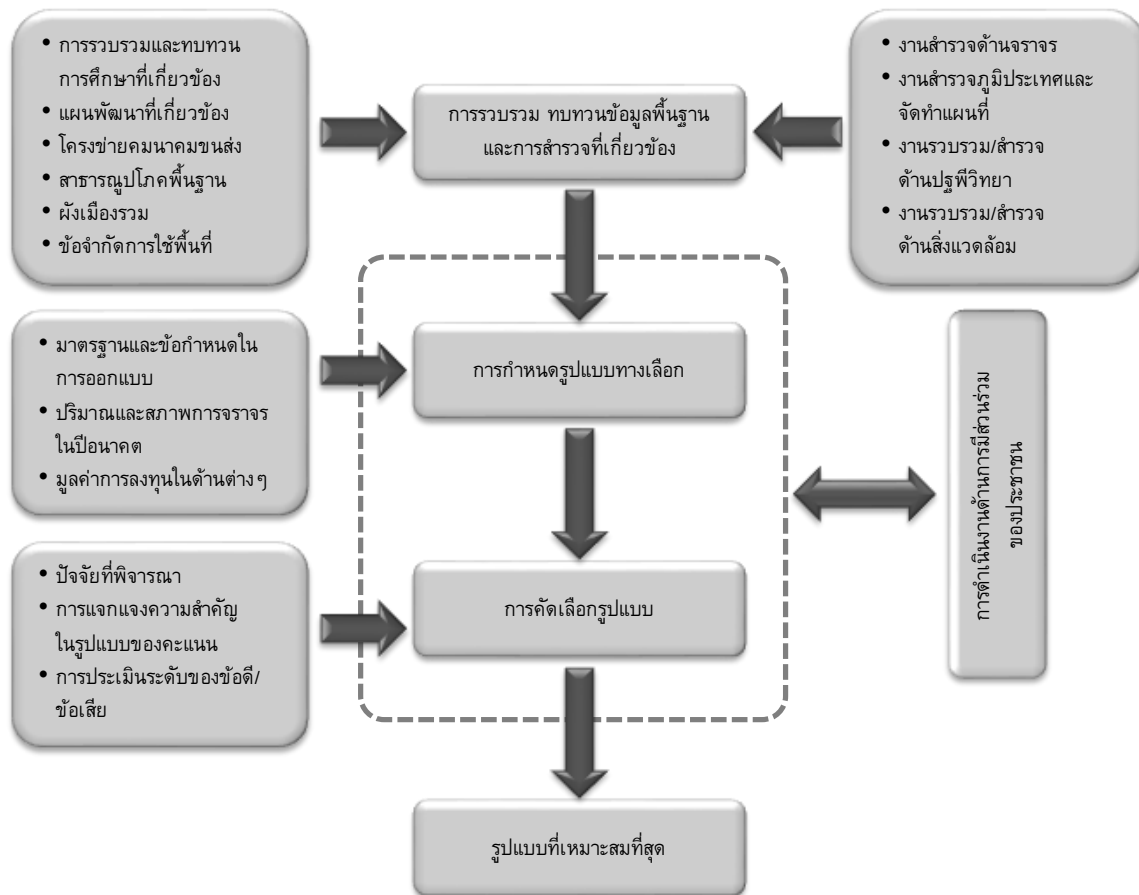 • การรวบรวมและทบทวน
การศึกษาที่เกี่ยวข้อง
• แผนพัฒนาที่เกี่ยวข้อง
• โครงข่ายคมนาคมขนส่ง
• สาธารณูปโภคพื้นฐาน
• ผังเมืองรวม
• ข้อจำกัดการใช้พื้นที่
การรวบรวม ทบทวนข้อมูลพื้นฐาน
และการสำรวจที่เกี่ยวข้อง
• งานสำรวจด้านจราจร
• งานสำรวจภูมิประเทศและ
จัดทำแผนที่
• งานรวบรวม/สำรวจ
ด้านปฐพีวิทยา
• งานรวบรวม/สำรวจ
ด้านสิ่งแวดล้อม
• มาตรฐานและข้อกำหนดใน
การออกแบบ
• ปริมาณและสภาพการจราจร
ในปีอนาคต
• มูลค่าการลงทุนในด้านต่างๆ
การกำหนดรูปแบบทางเลือก
การดำเนินงานด้านการมีส่วนร่วม
ของประชาชน
• ปัจจัยที่พิจารณา
• การแจกแจงความสำคัญ
ในรูปแบบของคะแนน
• การประเมินระดับของข้อดี/
ข้อเสีย
การคัดเลือกรูปแบบ
รูปแบบที่เหมาะสมที่สุด